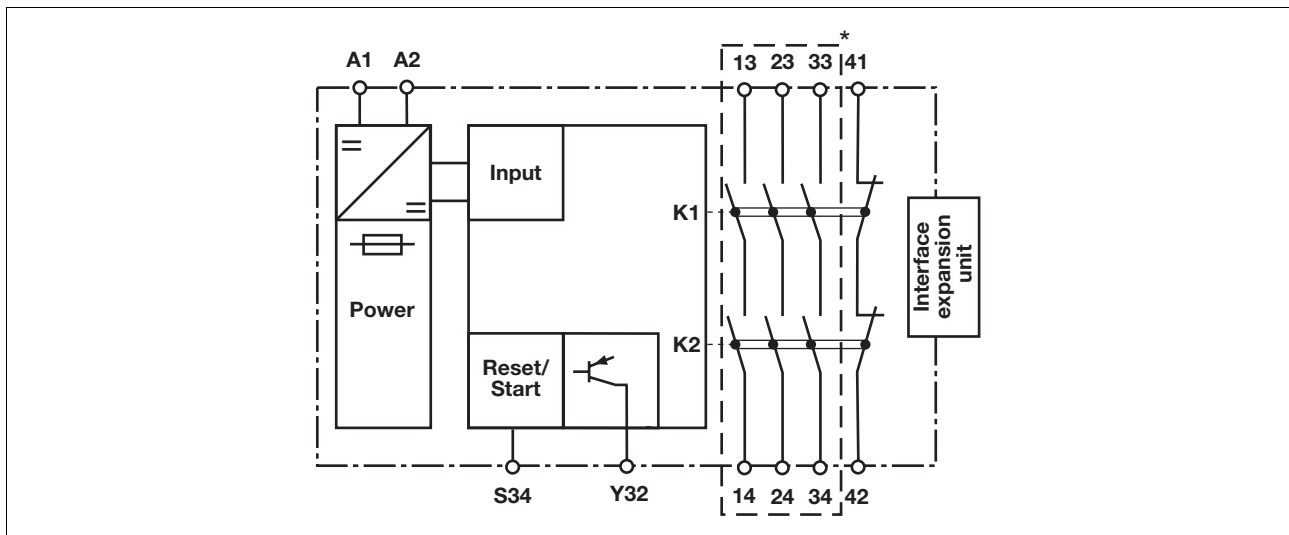 A1 A2
13 23 33 * 41
Input
K1
Interface
expansion
unit
Power
K2
Reset/
Start
S34 Y32
14 24 34 42